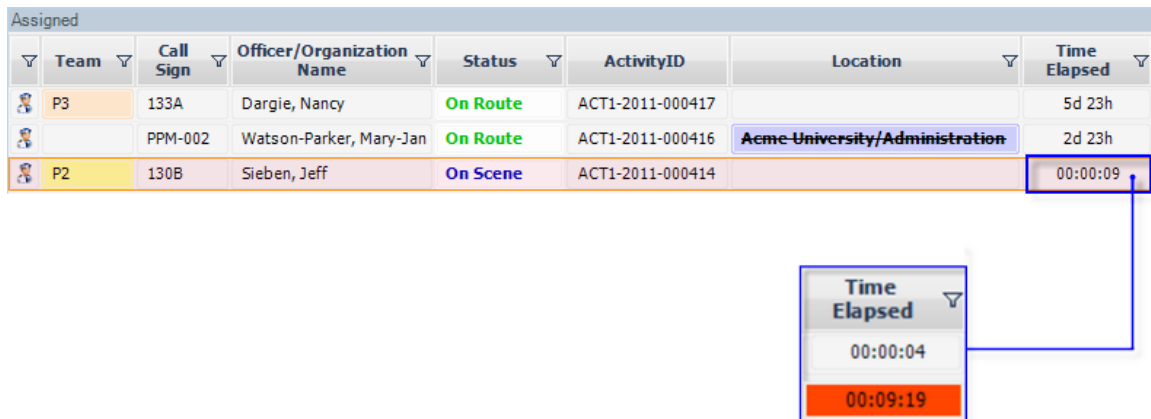 Assigned
Team Call Sign Officer/Organization Name Status ActivityID Location Time Elapsed
P3 133A Dargie, Nancy On Route ACT1-2011-000417 5d 23h
PPM-002 Watson-Parker, Mary-Jan On Route ACT1-2011-000416 Acme University/Administration 2d 23h
P2 130B Sieben, Jeff On Scene ACT1-2011-000414 00:00:09
Time
Elapsed
00:00:04
00:09:19